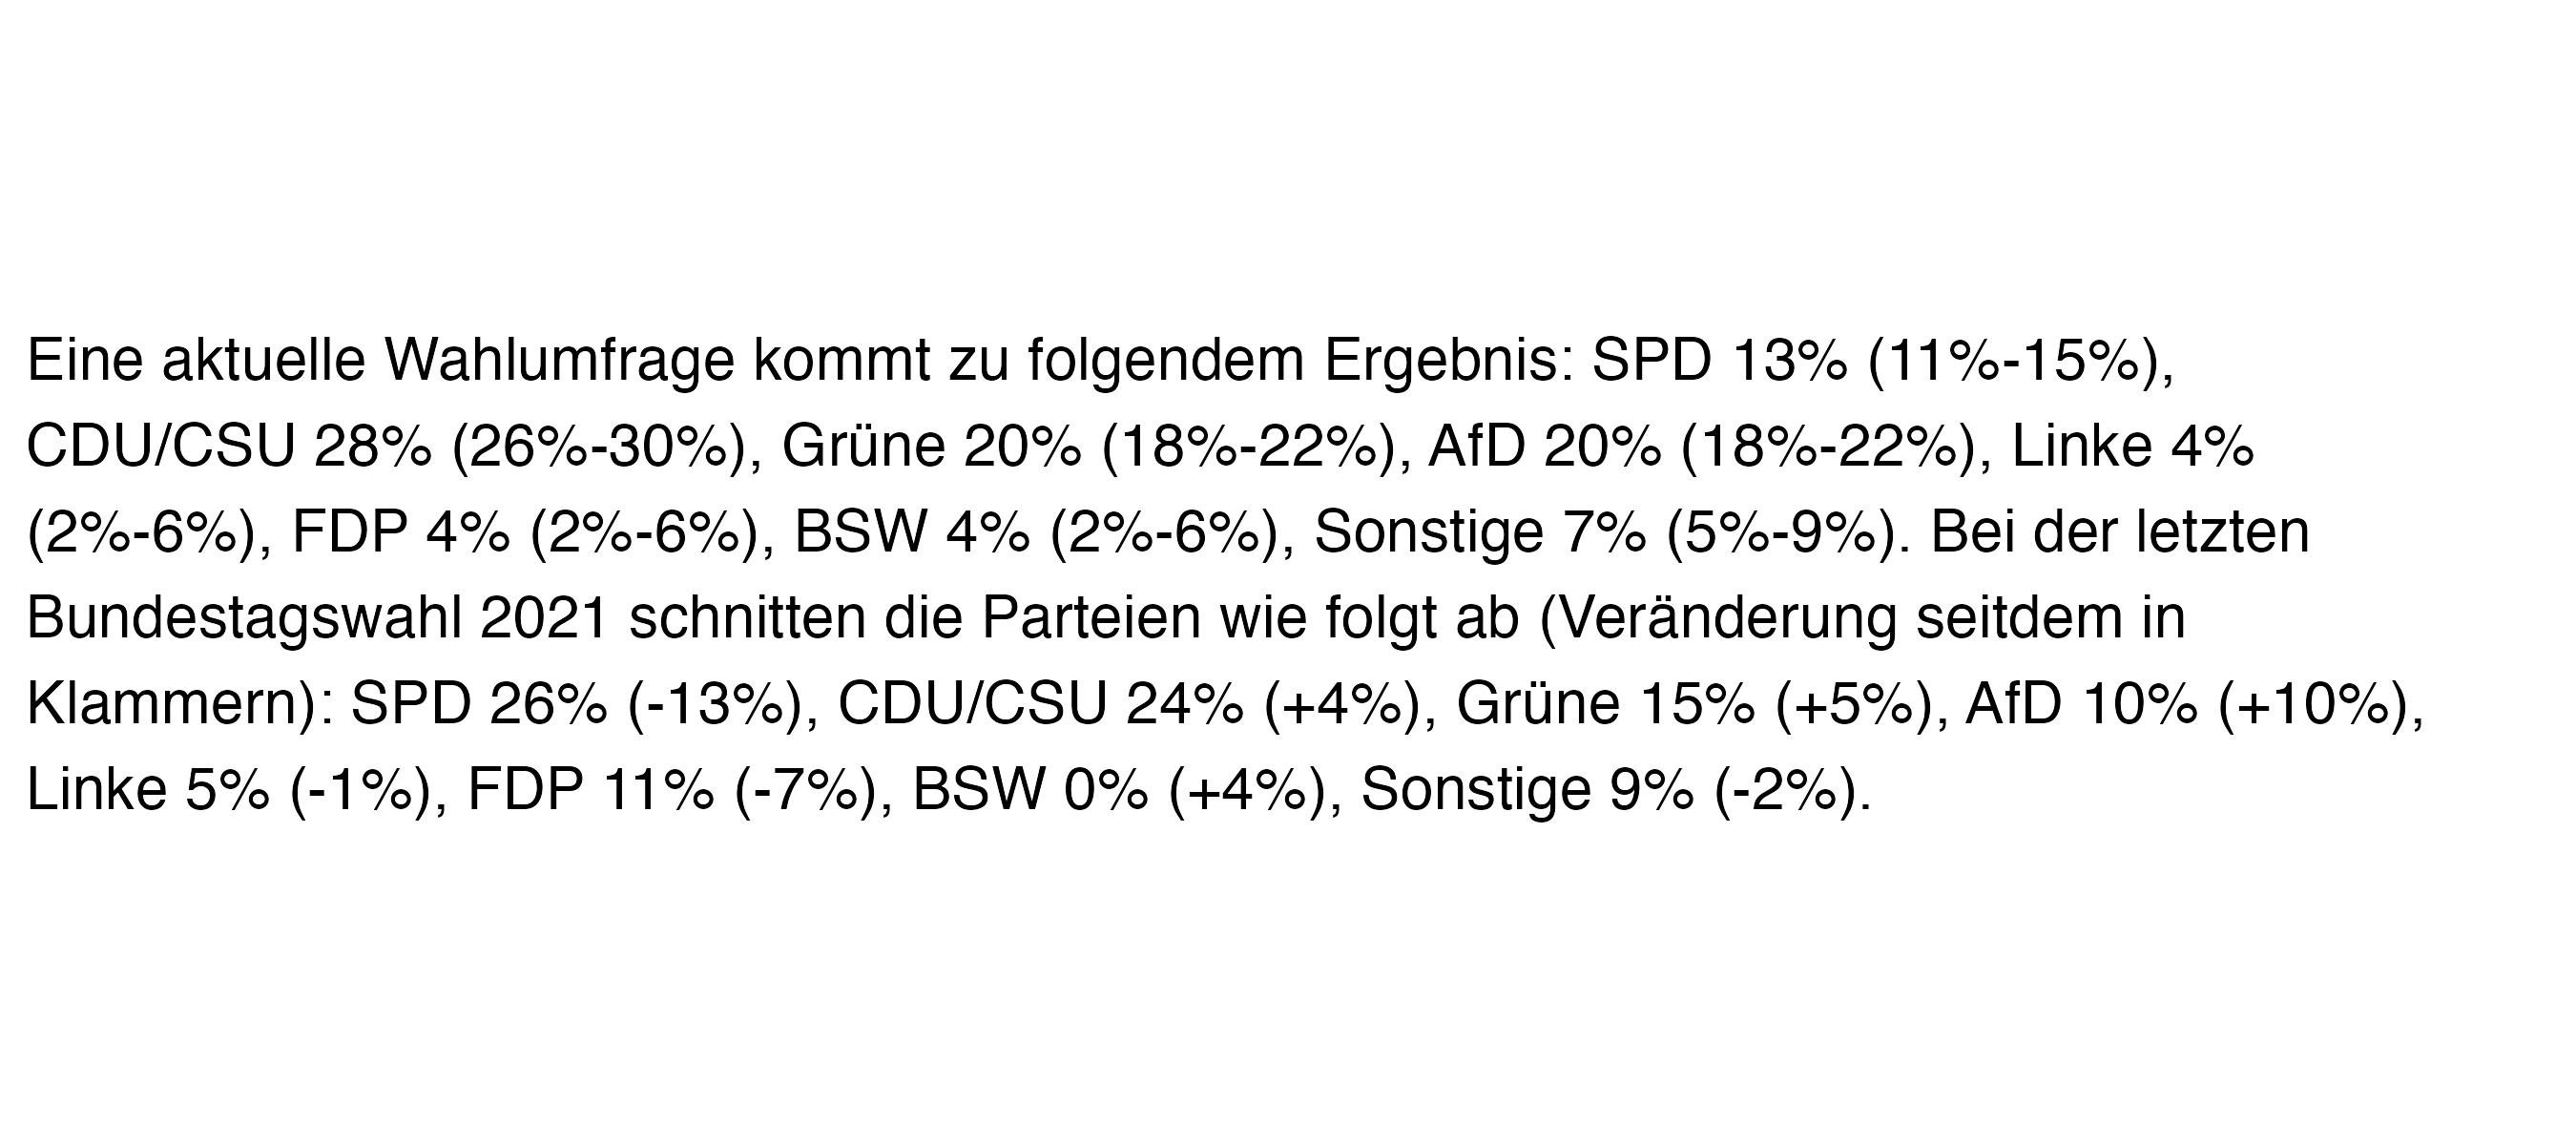 Eine aktuelle Wahlumfrage kommt zu folgendem Ergebnis: SPD 13% (11%-15%),
CDU/CSU 28% (26%-30%), Grüne 20% (18%-22%), AfD 20% (18%-22%), Linke 4%
(2%-6%), FDP 4% (2%-6%), BSW 4% (2%-6%), Sonstige 7% (5%-9%). Bei der letzten
Bundestagswahl 2021 schnitten die Parteien wie folgt ab (Veränderung seitdem in
Klammern): SPD 26% (-13%), CDU/CSU 24% (+4%), Grüne 15% (+5%), AfD 10% (+10%),
Linke 5% (-1%), FDP 11% (-7%), BSW 0% (+4%), Sonstige 9% (-2%).